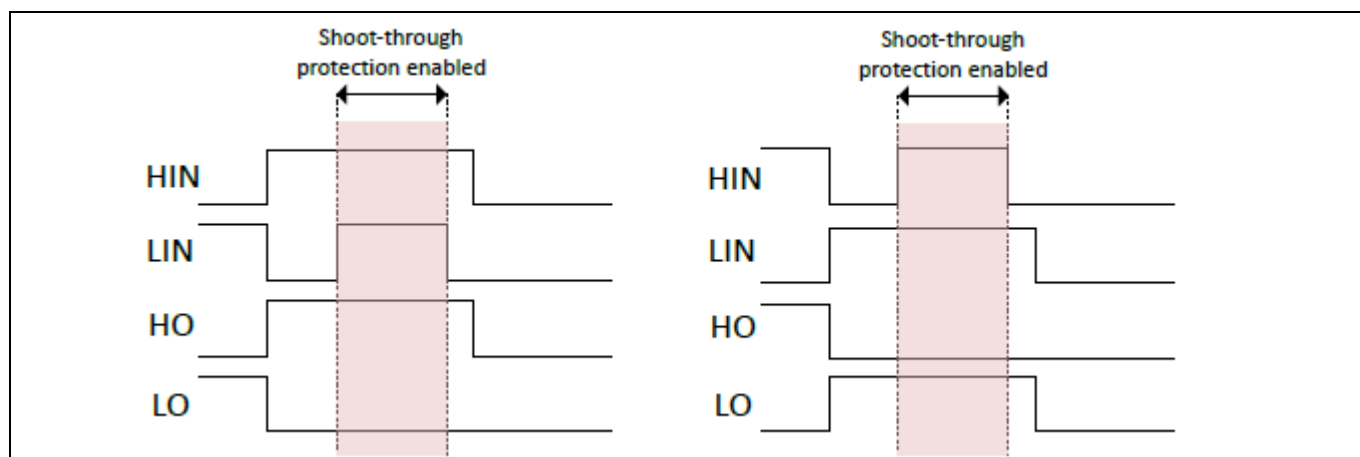 Shoot-through
protection enabled
HIN
LIN
HO
LO
Shoot-through
protection enabled
HIN
LIN
HO
LO